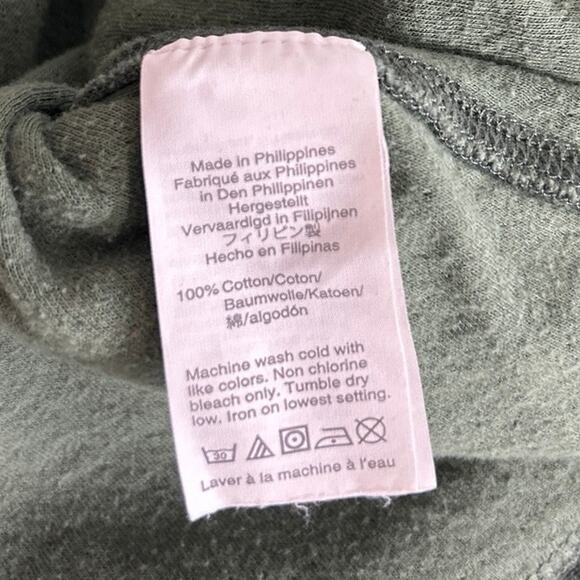 Made in Philippines
Fabriqué aux Philippines
in Den Philippinen
Hergestellt
Vervaardigd in Filipijnen
フィリピン製
Hecho en Filipinas
100% Cotton/Coton/
Baumwolle/Katoen/
綿/algodón
Machine wash cold with
like colors. Non chlorine
bleach only. Tumble dry
low. Iron on lowest setting.
30
Laver à la machine à l'eau